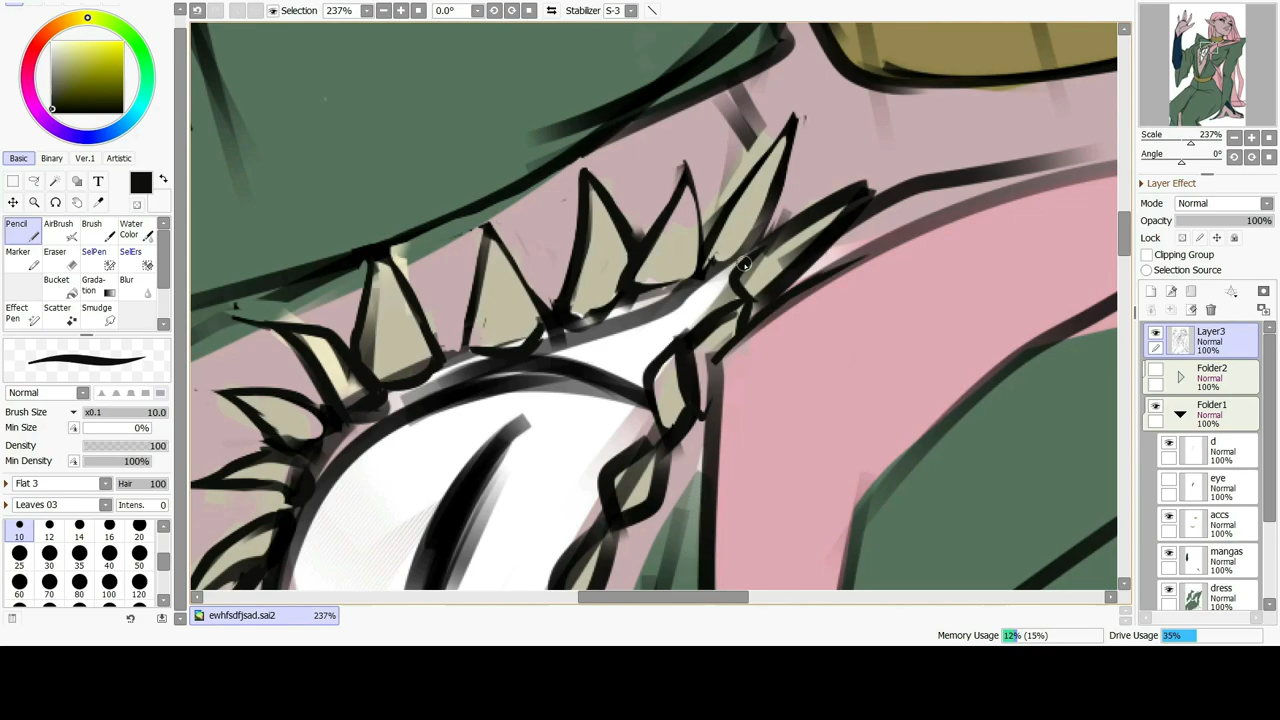 Selection 237% 0.0° Stabilizer S-3
Basic Binary Ver.1 Artistic
T
Pencil AirBrush Brush Water Color
Marker Eraser SelPen SelErs
Bucket Gradation Blur
Effect Pen Scatter Smudge
Normal
Brush Size x0.1 10.0
Min Size 0%
Density 100
Min Density 100%
Flat 3 Hair 100
Leaves 03 Intens. 0
10 12 14 16 20
25 30 35 40 50
60 70 80 100 120
ewhfsdfjsad.sai2 237%
Memory Usage 12% (15%) Drive Usage 35%
Scale 237%
Angle 0°
Layer Effect
Mode Normal
Opacity 100%
Lock
Clipping Group
Selection Source
Layer3
Normal
100%
Folder2
Normal
100%
Folder1
Normal
100%
d
Normal
100%
eye
Normal
100%
accs
Normal
100%
mangas
Normal
100%
dress
Normal
100%